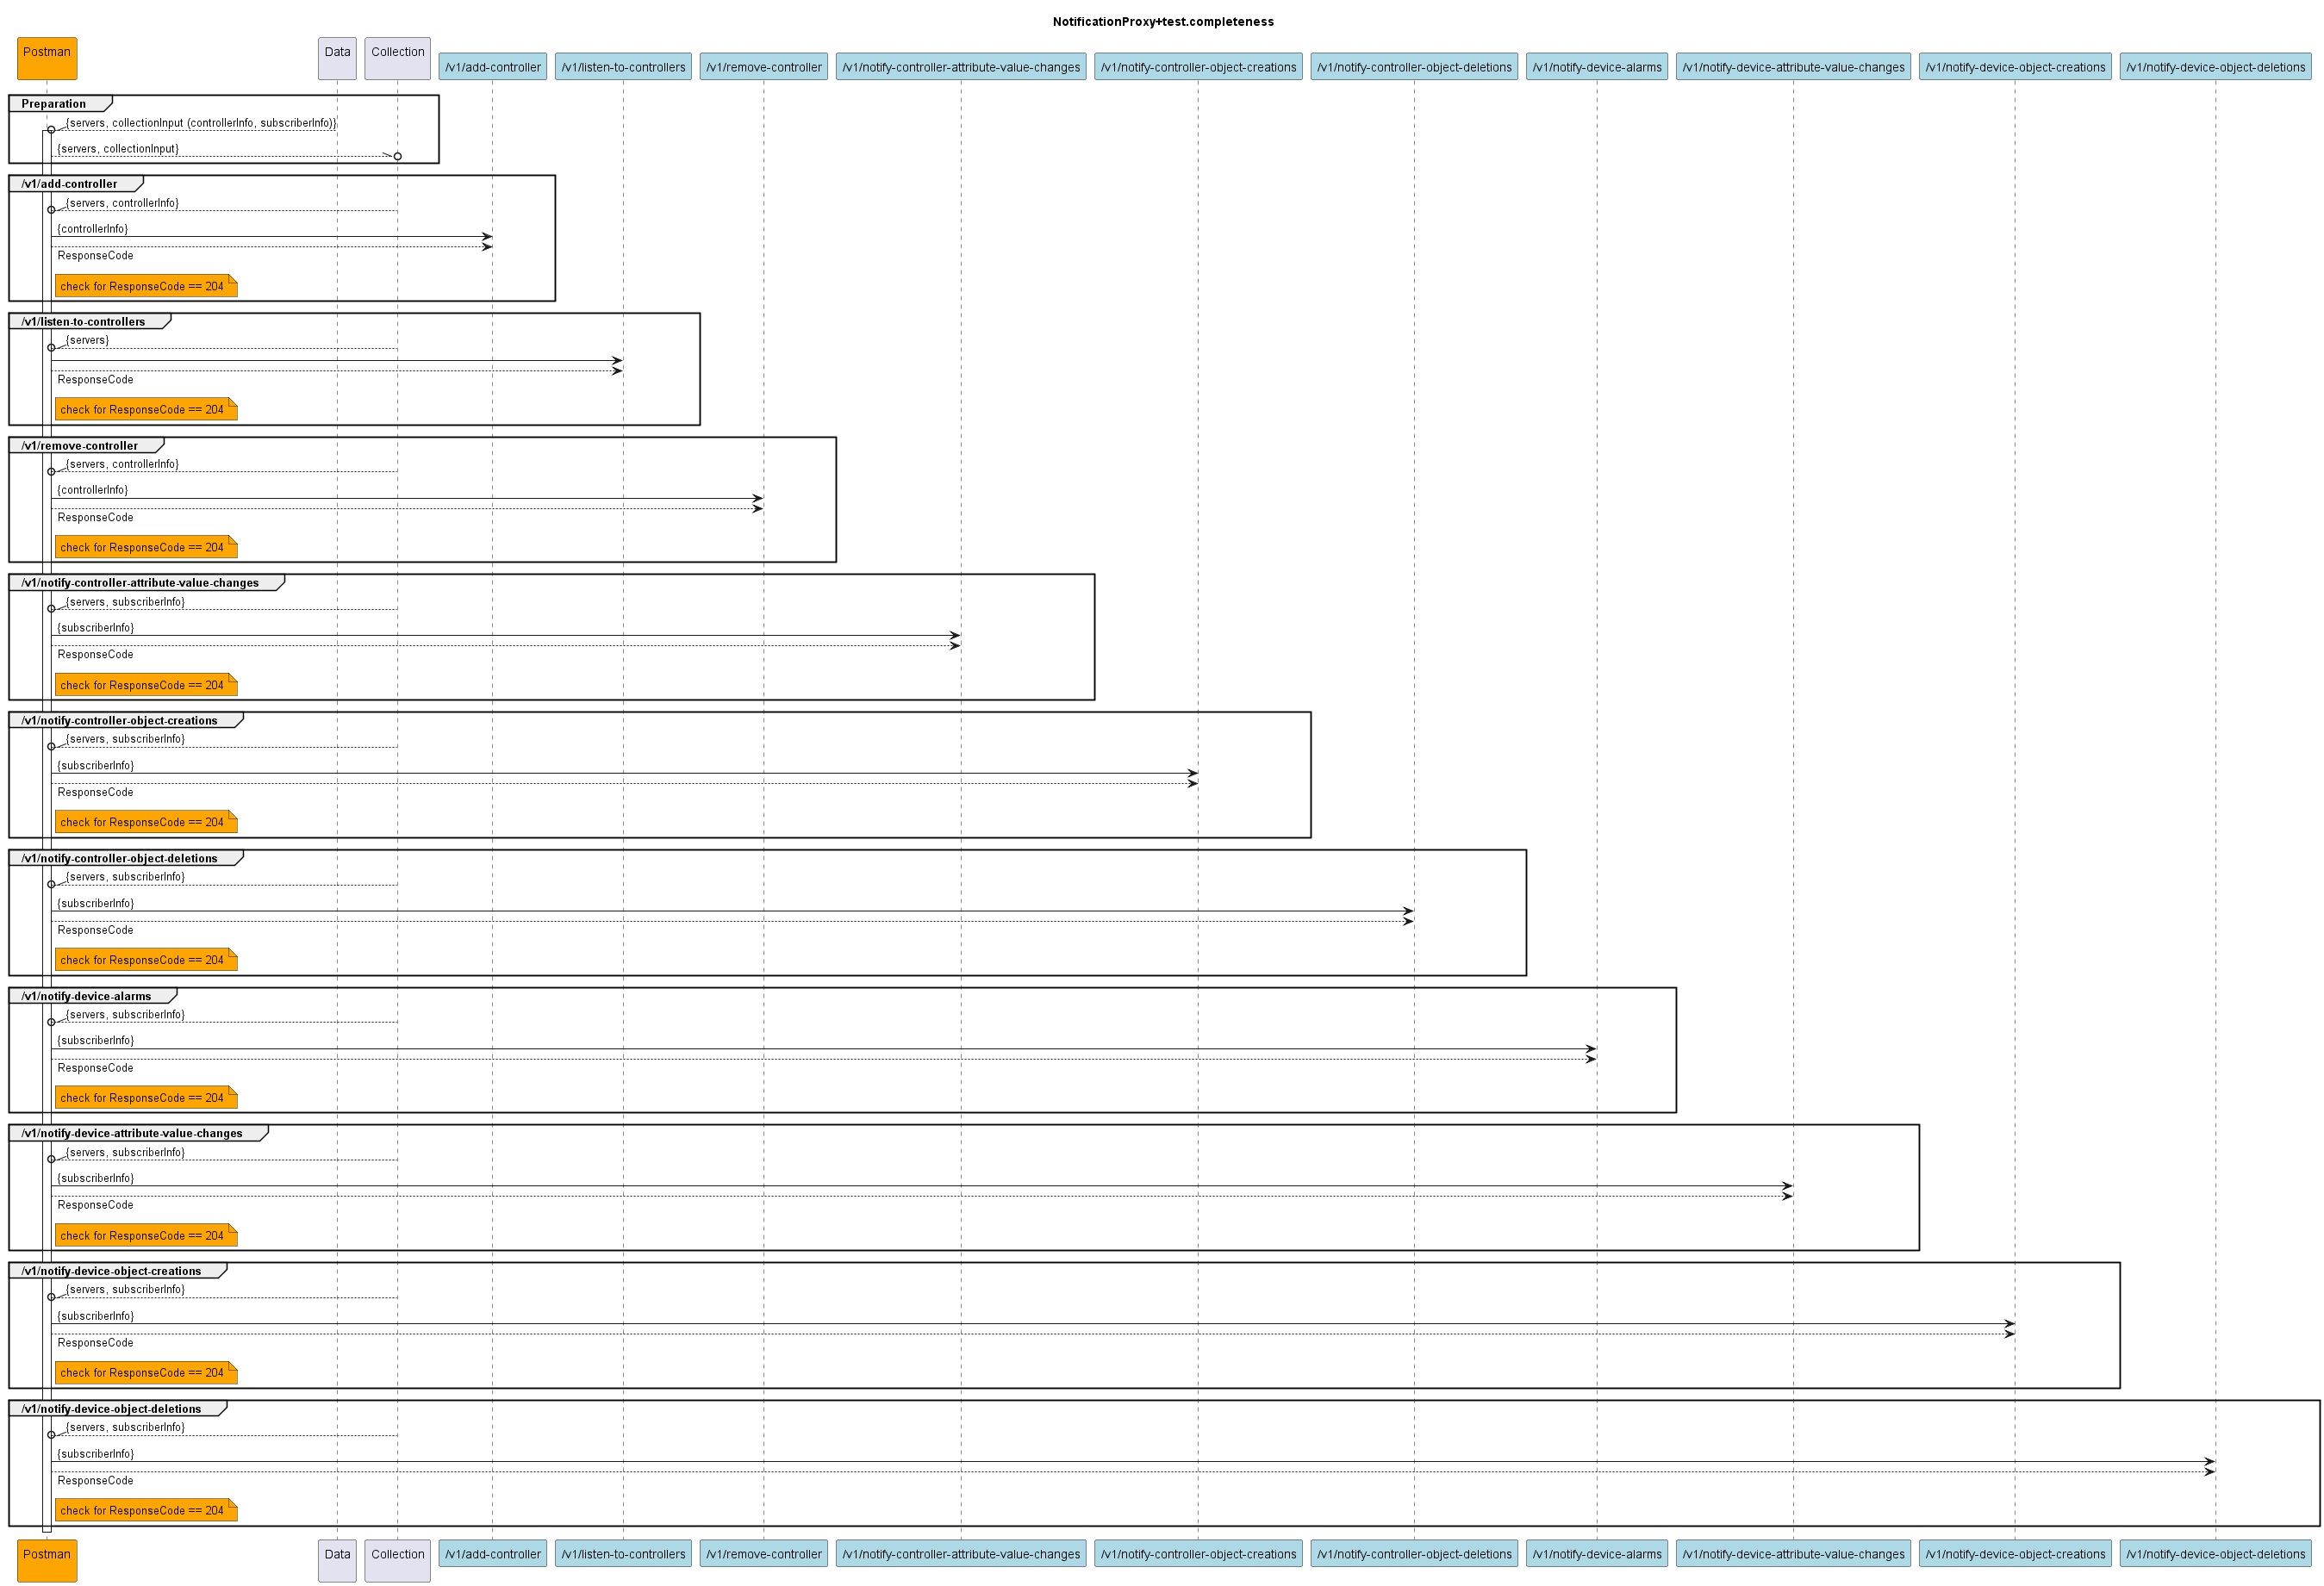 NotificationProxy+test.completeness
Postman
Data
Collection
/v1/add-controller
/v1/listen-to-controllers
/v1/remove-controller
/v1/notify-controller-attribute-value-changes
/v1/notify-controller-object-creations
/v1/notify-controller-object-deletions
/v1/notify-device-alarms
/v1/notify-device-attribute-value-changes
/v1/notify-device-object-creations
/v1/notify-device-object-deletions
Preparation
{servers, collectionInput (controllerInfo, subscriberInfo)}
{servers, collectionInput}
/v1/add-controller
{servers, controllerInfo}
{controllerInfo}
ResponseCode
check for ResponseCode == 204
/v1/listen-to-controllers
{servers}
ResponseCode
check for ResponseCode == 204
/v1/remove-controller
{servers, controllerInfo}
{controllerInfo}
ResponseCode
check for ResponseCode == 204
/v1/notify-controller-attribute-value-changes
{servers, subscriberInfo}
{subscriberInfo}
ResponseCode
check for ResponseCode == 204
/v1/notify-controller-object-creations
{servers, subscriberInfo}
{subscriberInfo}
ResponseCode
check for ResponseCode == 204
/v1/notify-controller-object-deletions
{servers, subscriberInfo}
{subscriberInfo}
ResponseCode
check for ResponseCode == 204
/v1/notify-device-alarms
{servers, subscriberInfo}
{subscriberInfo}
ResponseCode
check for ResponseCode == 204
/v1/notify-device-attribute-value-changes
{servers, subscriberInfo}
{subscriberInfo}
ResponseCode
check for ResponseCode == 204
/v1/notify-device-object-creations
{servers, subscriberInfo}
{subscriberInfo}
ResponseCode
check for ResponseCode == 204
/v1/notify-device-object-deletions
{servers, subscriberInfo}
{subscriberInfo}
ResponseCode
check for ResponseCode == 204
Postman
Data
Collection
/v1/add-controller
/v1/listen-to-controllers
/v1/remove-controller
/v1/notify-controller-attribute-value-changes
/v1/notify-controller-object-creations
/v1/notify-controller-object-deletions
/v1/notify-device-alarms
/v1/notify-device-attribute-value-changes
/v1/notify-device-object-creations
/v1/notify-device-object-deletions